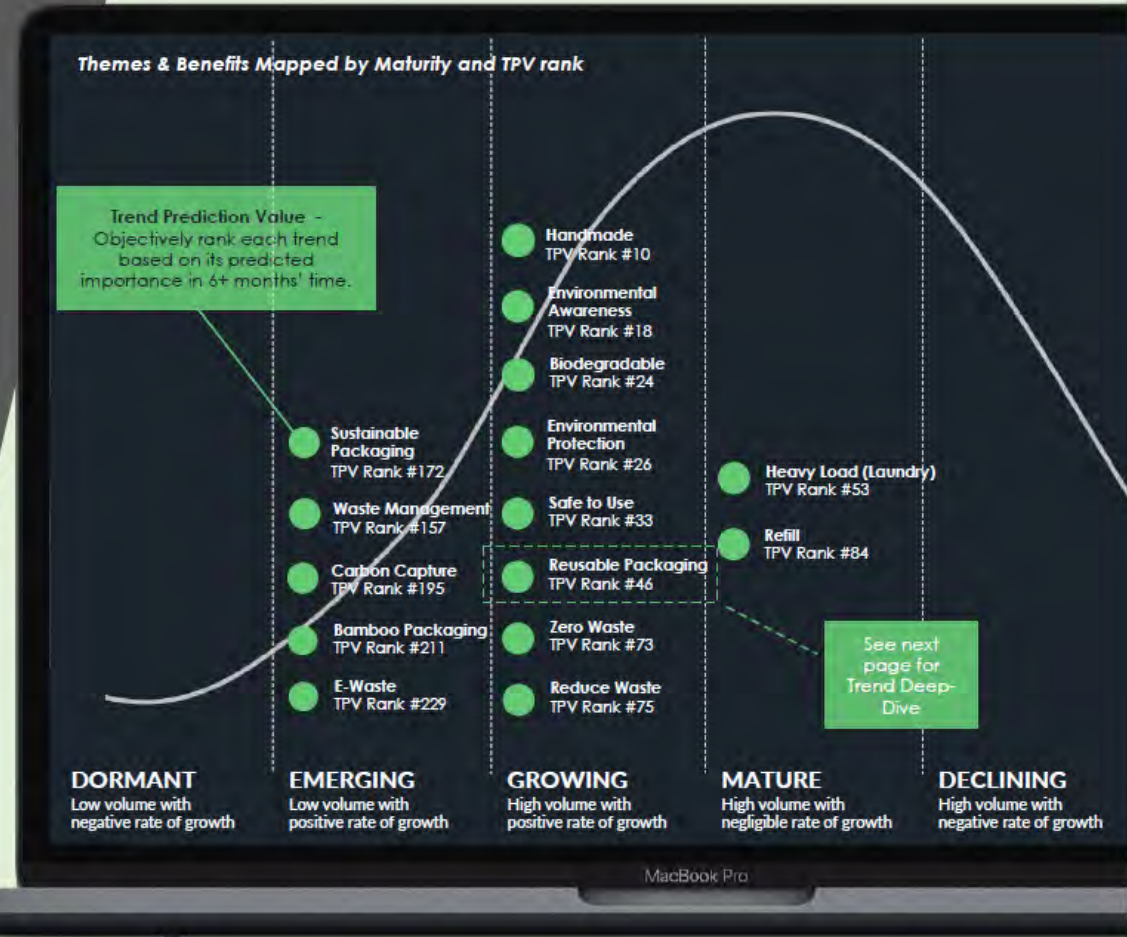 Themes & Benefits Mapped by Maturity and TPV rank
Trend Prediction Value -
Objectively rank each trend
based on its predicted
importance in 6+ months' time.
Sustainable
Packaging
TPV Rank #172
Waste Management
TPV Rank #157
Carbon Capture
TPV Rank #195
Bamboo Packaging
TPV Rank #211
E-Waste
TPV Rank #229
Handmade
TPV Rank #10
Environmental
Awareness
TPV Rank #18
Biodegradable
TPV Rank #24
Environmental
Protection
TPV Rank #26
Safe to Use
TPV Rank #33
Reusable Packaging
TPV Rank #46
Zero Waste
TPV Rank #73
Reduce Waste
TPV Rank #75
Heavy Load (Laundry)
TPV Rank #53
Refill
TPV Rank #84
See next
page for
Trend Deep-
Dive
DORMANT
Low volume with
negative rate of growth
EMERGING
Low volume with
positive rate of growth
GROWING
High volume with
positive rate of growth
MATURE
High volume with
negligible rate of growth
DECLINING
High volume with
negative rate of growth
MacBook Pro